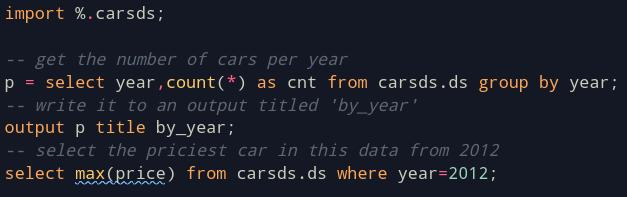 import %.carsds;
-- get the number of cars per year
p = select year,count(*) as cnt from carsds.ds group by year;
-- write it to an output titled 'by_year'
output p title by_year;
-- select the priciest car in this data from 2012
select max(price) from carsds.ds where year=2012;